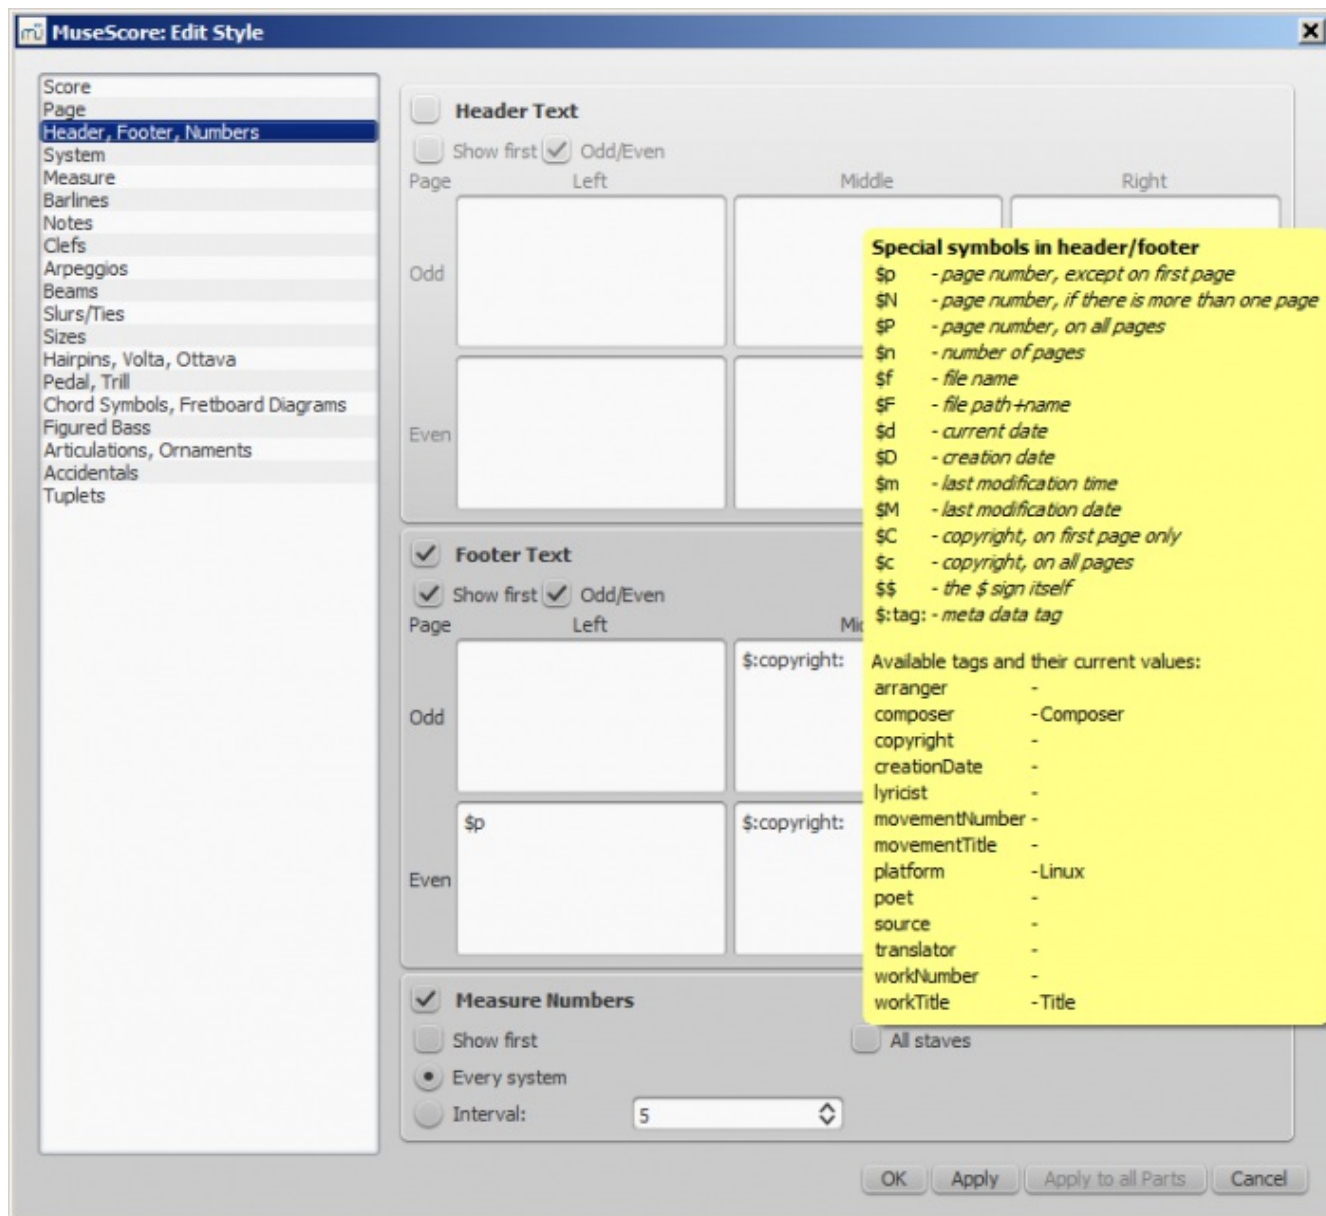 MuseScore: Edit Style
Score
Page
Header, Footer, Numbers
System
Measure
Barlines
Notes
Clefs
Arpeggios
Beams
Slurs/Ties
Sizes
Hairpins, Volta, Ottava
Pedal, Trill
Chord Symbols, Fretboard Diagrams
Figured Bass
Articulations, Ornaments
Accidentals
Tuplets
Header Text
Show first Odd/Even
Page Left Middle Right
Odd
Even
Footer Text
Show first Odd/Even
Page Left
Odd $:copyright:
Even $p $:copyright:
Measure Numbers
Show first All staves
Every system
Interval: 5
Special symbols in header/footer
$p - page number, except on first page
$N - page number, if there is more than one page
$P - page number, on all pages
$n - number of pages
$f - file name
$F - file path+name
$d - current date
$D - creation date
$m - last modification time
$M - last modification date
$C - copyright, on first page only
$c - copyright, on all pages
$$ - the $ sign itself
$:tag: - meta data tag
Available tags and their current values:
arranger -
composer -Composer
copyright -
creationDate -
lyricist -
movementNumber -
movementTitle -
platform -Linux
poet -
source -
translator -
workNumber -
workTitle -Title
OK Apply Apply to all Parts Cancel